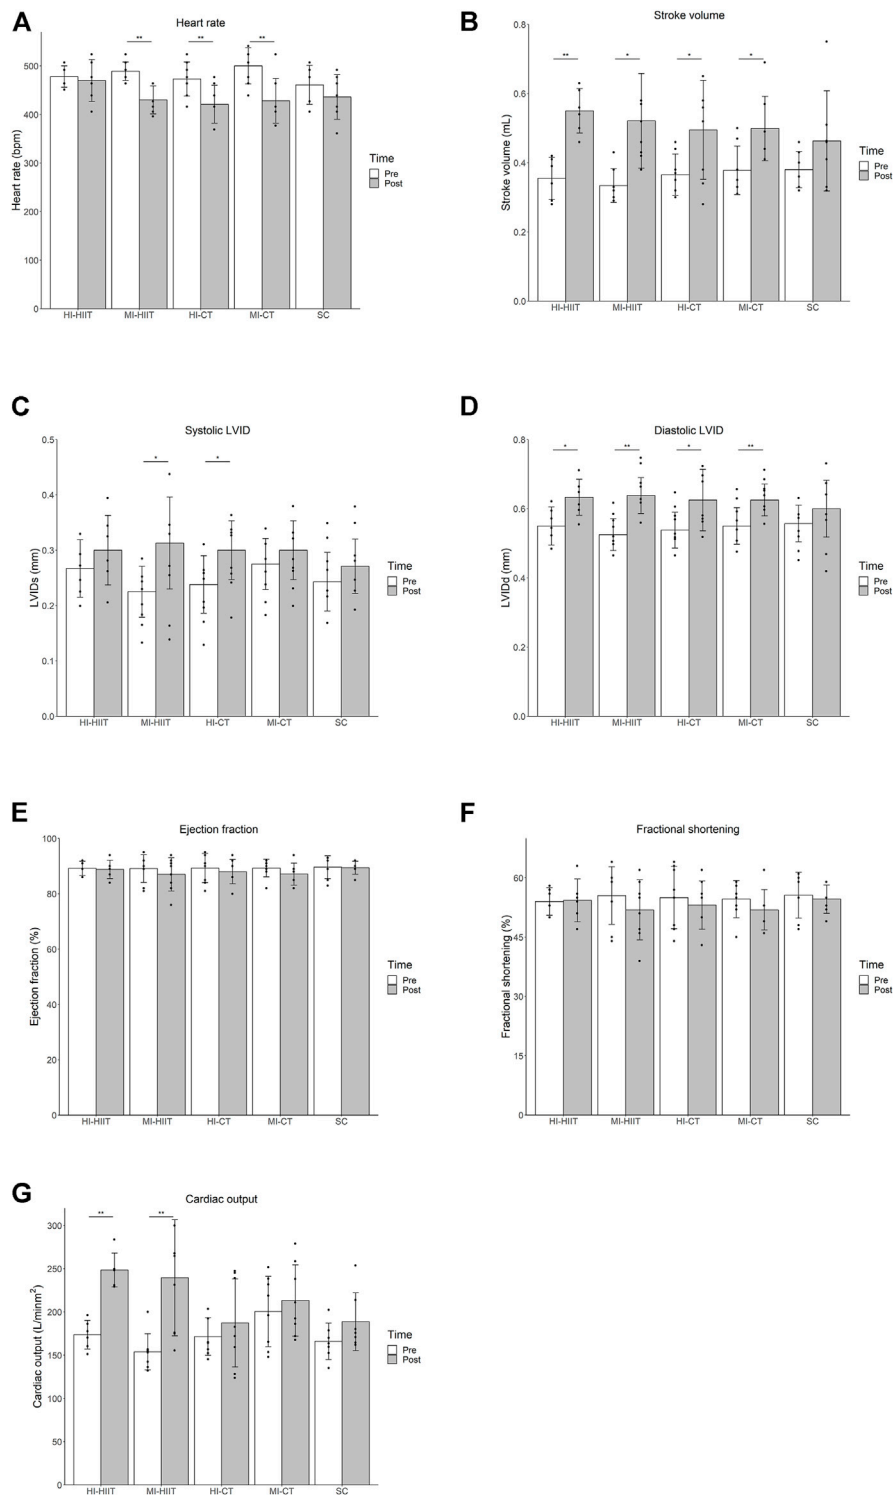 A
Heart rate
**
**
**
500
400
300
200
100
0
Heart rate (bpm)
HI-HIIT
MI-HIIT
HI-CT
MI-CT
SC
Time
Pre
Post
B
Stroke volume
**
*
*
*
0.8
0.6
0.4
0.2
0.0
Stroke volume (mL)
HI-HIIT
MI-HIIT
HI-CT
MI-CT
SC
Time
Pre
Post
C
Systolic LVID
*
*
0.5
0.4
0.3
0.2
0.1
0.0
LVIDs (mm)
HI-HIIT
MI-HIIT
HI-CT
MI-CT
SC
Time
Pre
Post
D
Diastolic LVID
*
**
*
**
0.8
0.6
0.4
0.2
0.0
LVIDd (mm)
HI-HIIT
MI-HIIT
HI-CT
MI-CT
SC
Time
Pre
Post
E
Ejection fraction
100
80
60
40
20
0
Ejection fraction (%)
HI-HIIT
MI-HIIT
HI-CT
MI-CT
SC
Time
Pre
Post
F
Fractional shortening
60
45
30
15
0
Fractional shortening (%)
HI-HIIT
MI-HIIT
HI-CT
MI-CT
SC
Time
Pre
Post
G
Cardiac output
**
**
300
250
200
150
100
50
0
Cardiac output (L/minm²)
HI-HIIT
MI-HIIT
HI-CT
MI-CT
SC
Time
Pre
Post